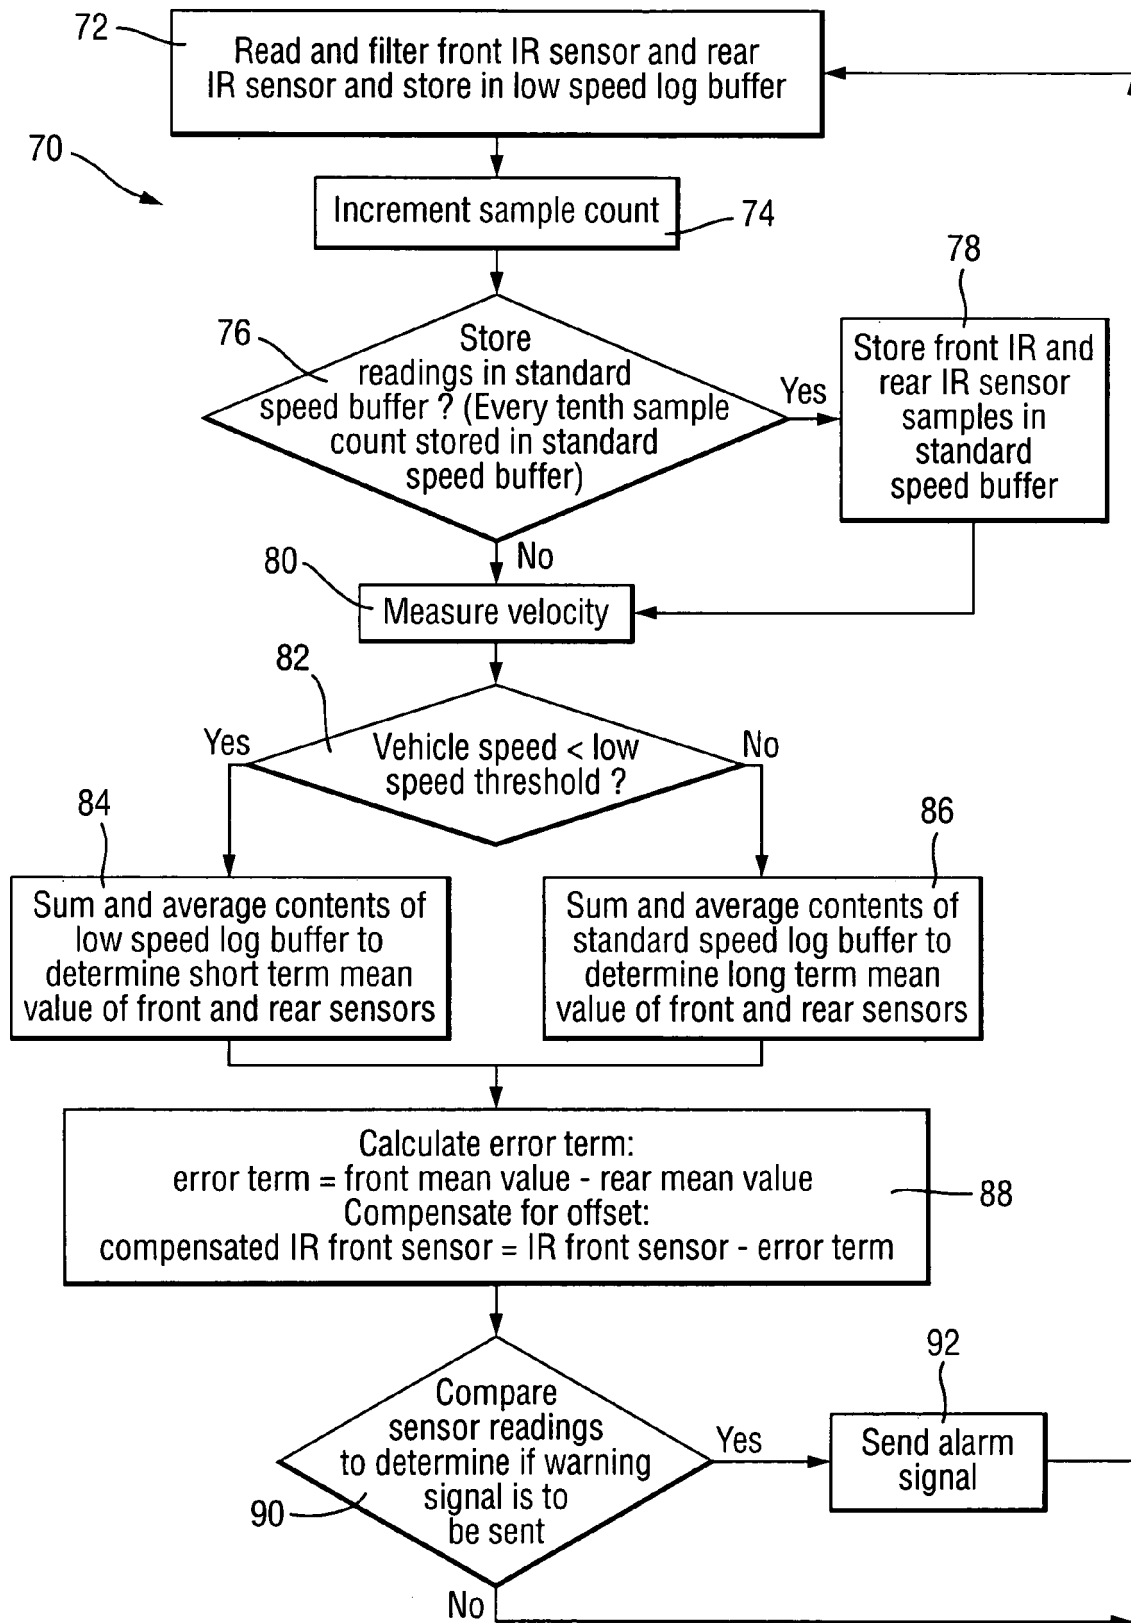 72
Read and filter front IR sensor and rear
IR sensor and store in low speed log buffer
70
Increment sample count
74
76
Store
readings in standard
speed buffer ? (Every tenth sample
count stored in standard
speed buffer)
Yes
78
Store front IR and
rear IR sensor
samples in
standard
speed buffer
No
80
Measure velocity
82
Yes
Vehicle speed < low
speed threshold ?
No
84
Sum and average contents of
low speed log buffer to
determine short term mean
value of front and rear sensors
86
Sum and average contents of
standard speed log buffer to
determine long term mean
value of front and rear sensors
Calculate error term:
error term = front mean value - rear mean value
Compensate for offset:
compensated IR front sensor = IR front sensor - error term
88
Compare
sensor readings
to determine if warning
signal is to
be sent
90
Yes
92
Send alarm
signal
No